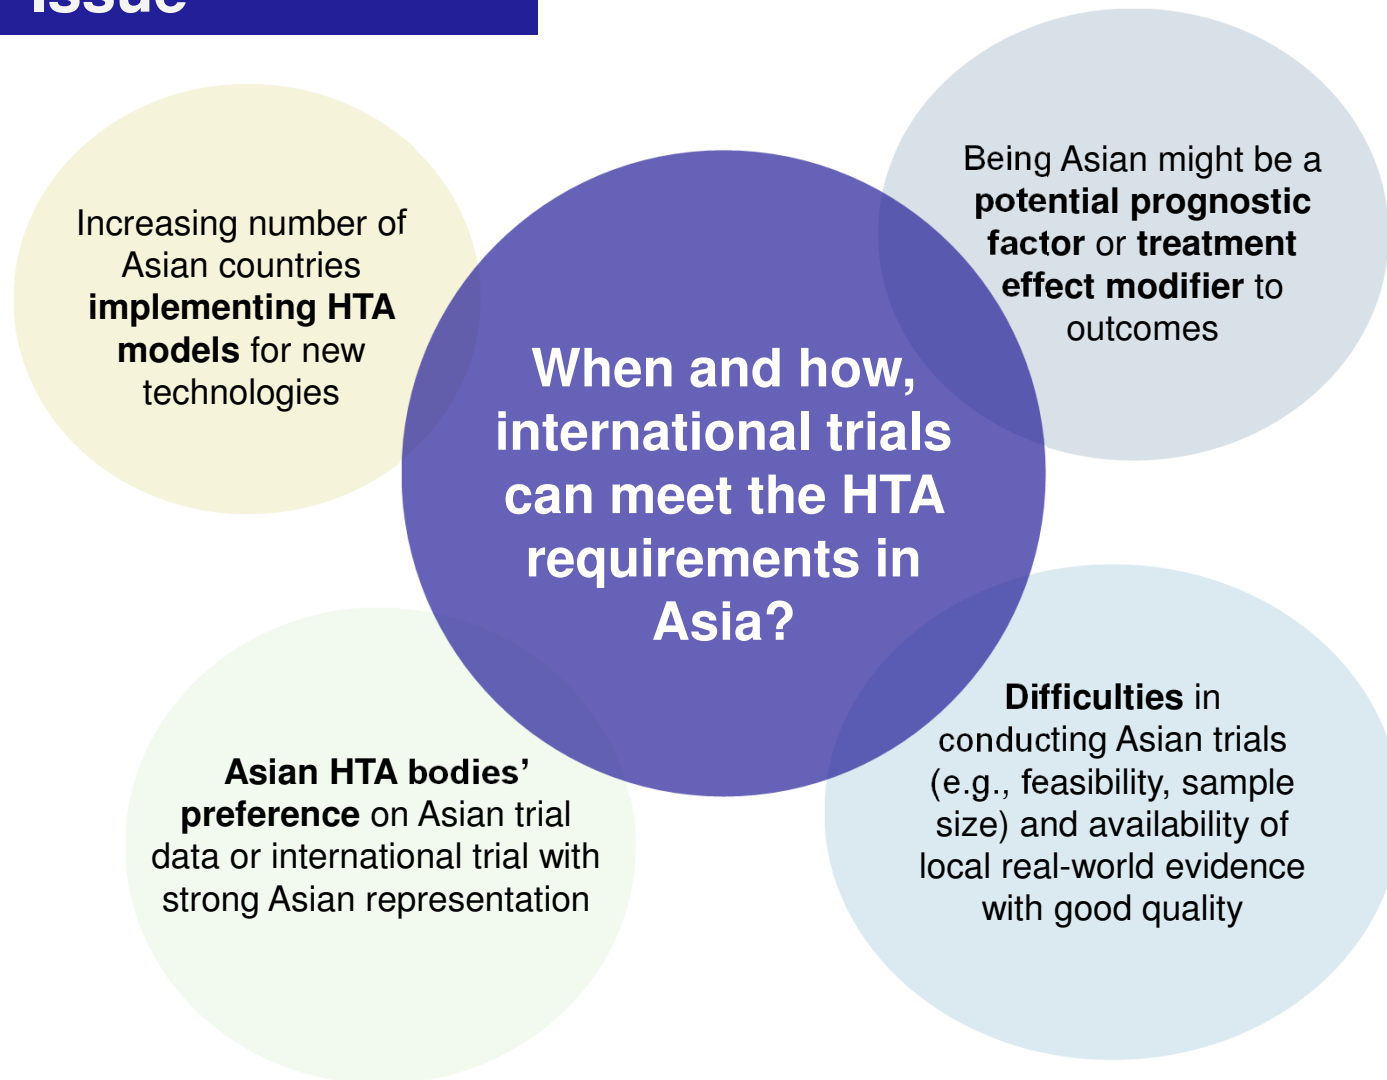 Issue
Increasing number of
Asian countries
implementing HTA
models for new
technologies
Being Asian might be a
potential prognostic
factor or treatment
effect modifier to
outcomes
When and how,
international trials
can meet the HTA
requirements in
Asia?
Asian HTA bodies’
preference on Asian trial
data or international trial with
strong Asian representation
Difficulties in
conducting Asian trials
(e.g., feasibility, sample
size) and availability of
local real-world evidence
with good quality